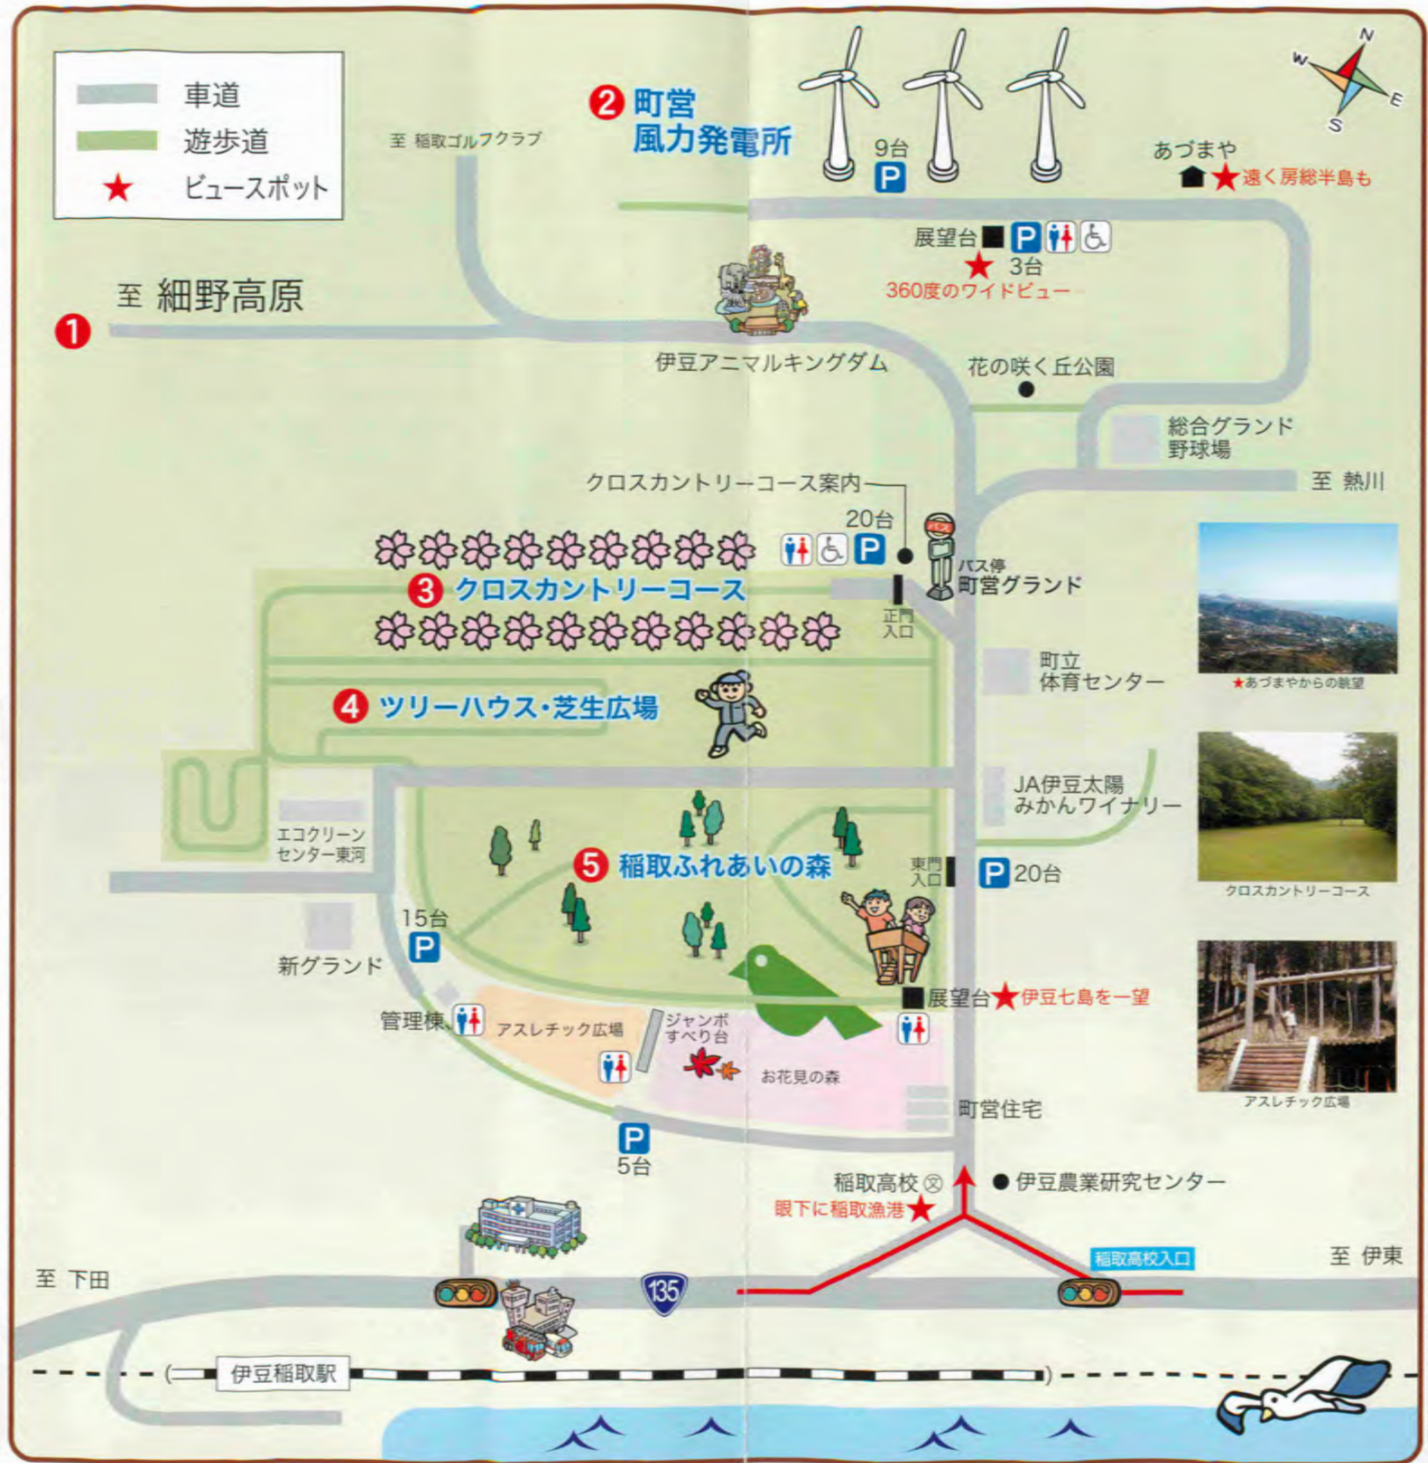 車道
遊歩道
★ ビュースポット
至 稲取ゴルフクラブ
2 町営
風力発電所
9台
P
N
W
E
S
あづまや
★遠く房総半島も
展望台 P
★ 3台
360度のワイドビュー
至 細野高原
1
伊豆アニマルキングダム
花の咲く丘公園
総合グランド
野球場
至 熱川
クロスカントリーコース案内
20台
P
バス
バス停
町営グランド
3 クロスカントリーコース
正門
入口
町立
体育センター
★あづまやからの眺望
4 ツリーハウス・芝生広場
JA伊豆太陽
みかんワイナリー
エコクリーン
センター東河
5 稲取ふれあいの森
東門
入口
P 20台
クロスカントリーコース
15台
P
新グランド
展望台★伊豆七島を一望
管理棟
アスレチック広場
ジャンボ
すべり台
お花見の森
町営住宅
アスレチック広場
P
5台
稲取高校 文
伊豆農業研究センター
眼下に稲取漁港★
稲取高校入口
至 伊東
至 下田
135
伊豆稲取駅